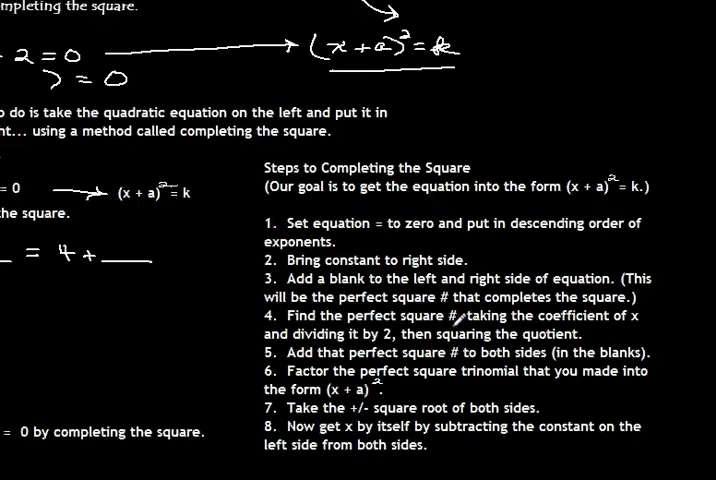 mpleting the square.
2 = 0 (x + a)² = k
= 0
o do is take the quadratic equation on the left and put it in
nt... using a method called completing the square.
= 0 (x + a)² = k
the square.
_ = 4 + ____
Steps to Completing the Square
(Our goal is to get the equation into the form (x + a)² = k.)
1. Set equation = to zero and put in descending order of
exponents.
2. Bring constant to right side.
3. Add a blank to the left and right side of equation. (This
will be the perfect square # that completes the square.)
4. Find the perfect square # taking the coefficient of x
and dividing it by 2, then squaring the quotient.
5. Add that perfect square # to both sides (in the blanks).
6. Factor the perfect square trinomial that you made into
the form (x + a)².
7. Take the +/- square root of both sides.
8. Now get x by itself by subtracting the constant on the
left side from both sides.
= 0 by completing the square.